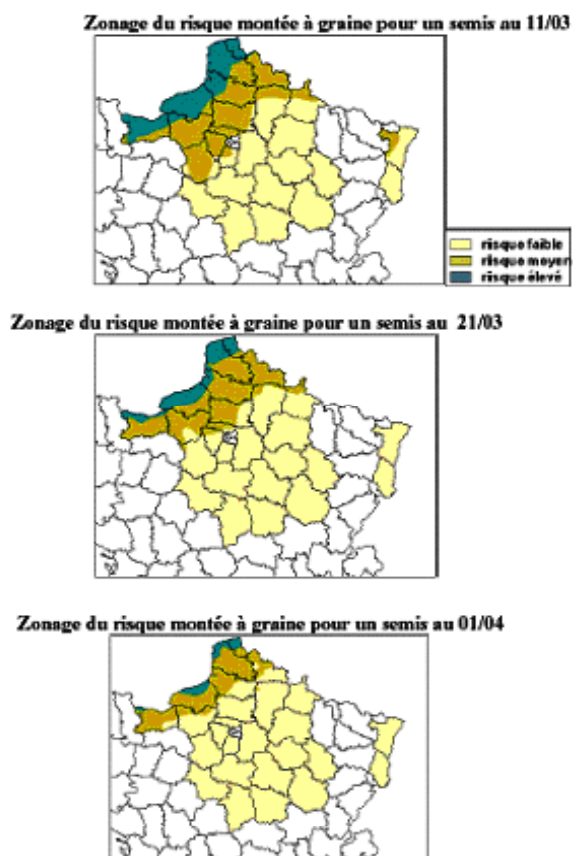 Zonage du risque montée à graine pour un semis au 11/03
risque faible
risque moyen
risque élevé
Zonage du risque montée à graine pour un semis au 21/03
Zonage du risque montée à graine pour un semis au 01/04